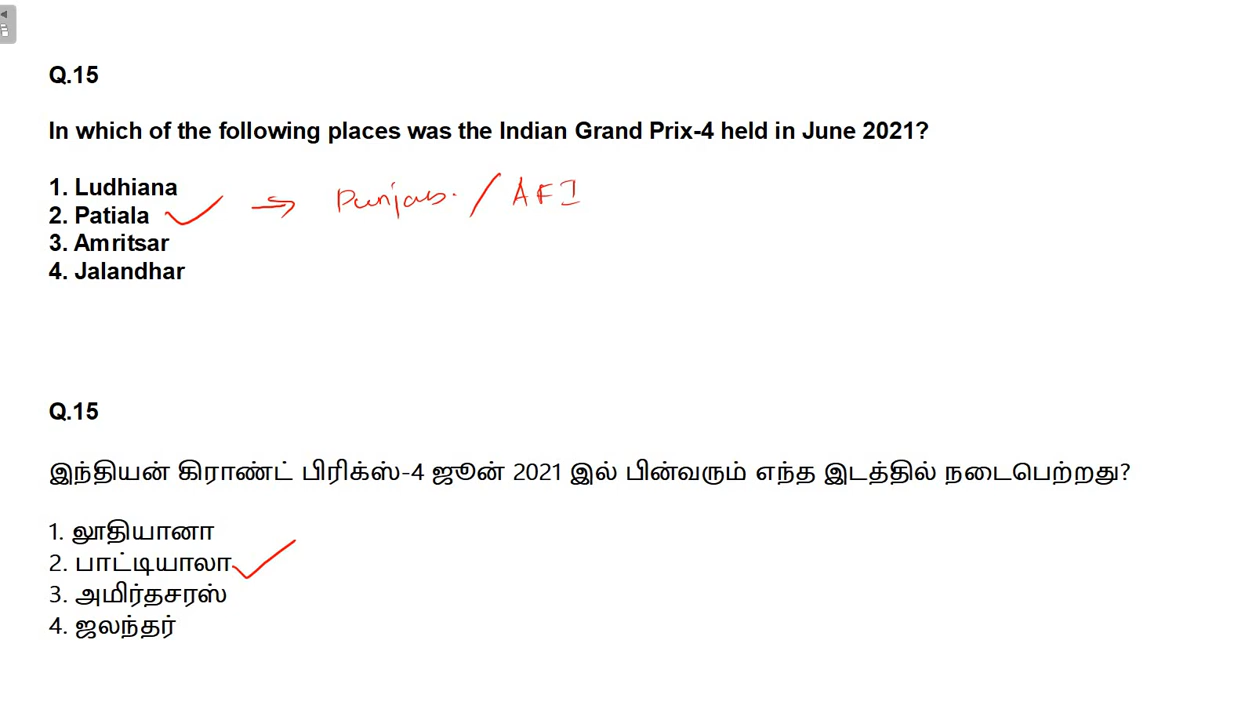 Q.15
In which of the following places was the Indian Grand Prix-4 held in June 2021?
1. Ludhiana
2. Patiala → Punjab. / AFI
3. Amritsar
4. Jalandhar
Q.15
இந்தியன் கிராண்ட் பிரிக்ஸ்-4 ஜூன் 2021 இல் பின்வரும் எந்த இடத்தில் நடைபெற்றது?
1. லூதியானா
2. பாட்டியாலா
3. அமிர்தசரஸ்
4. ஜலந்தர்